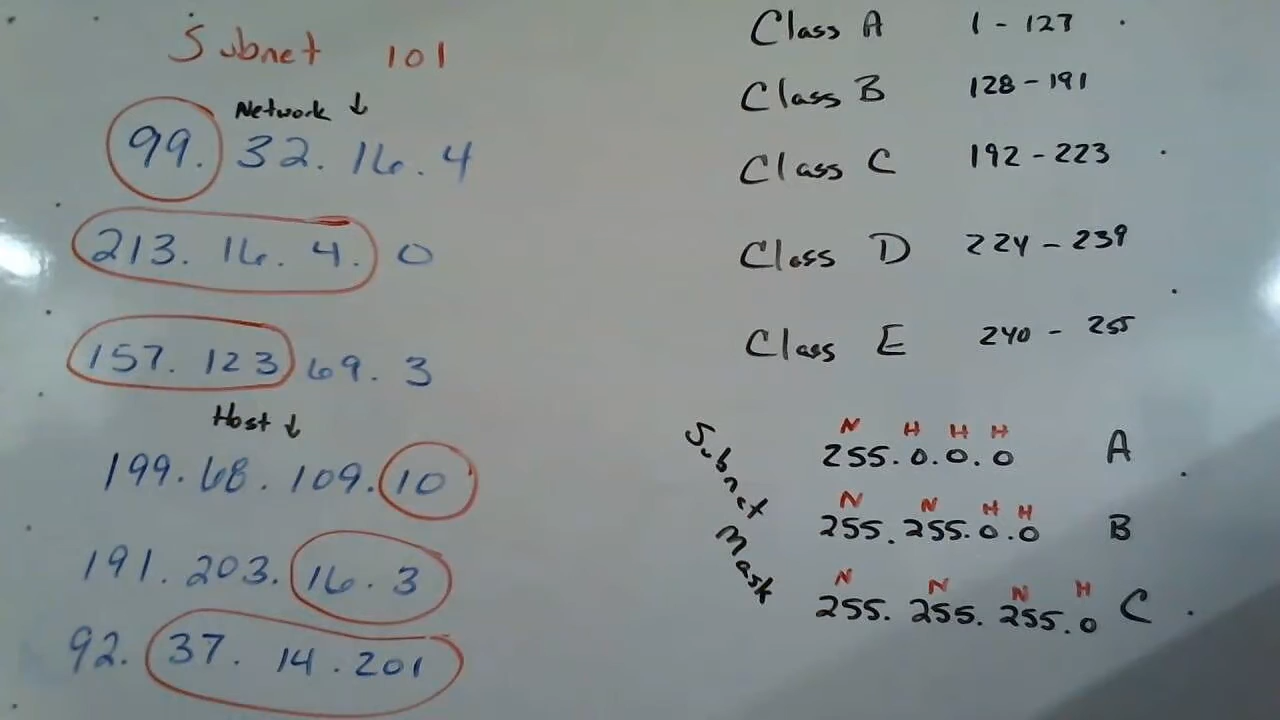 Subnet 101
Network ↓
99. 32. 16. 4
213. 16. 4. 0
157. 123 69. 3
Host ↓
199. 68. 109. 10
191. 203. 16. 3
92. 37. 14. 201
Class A 1 - 127
Class B 128 - 191
Class C 192 - 223
Class D 224 - 239
Class E 240 - 255
Subnet Mask
N H H H
255. 0. 0. 0 A
N N H H
255. 255. 0. 0 B
N N N H
255. 255. 255. 0 C